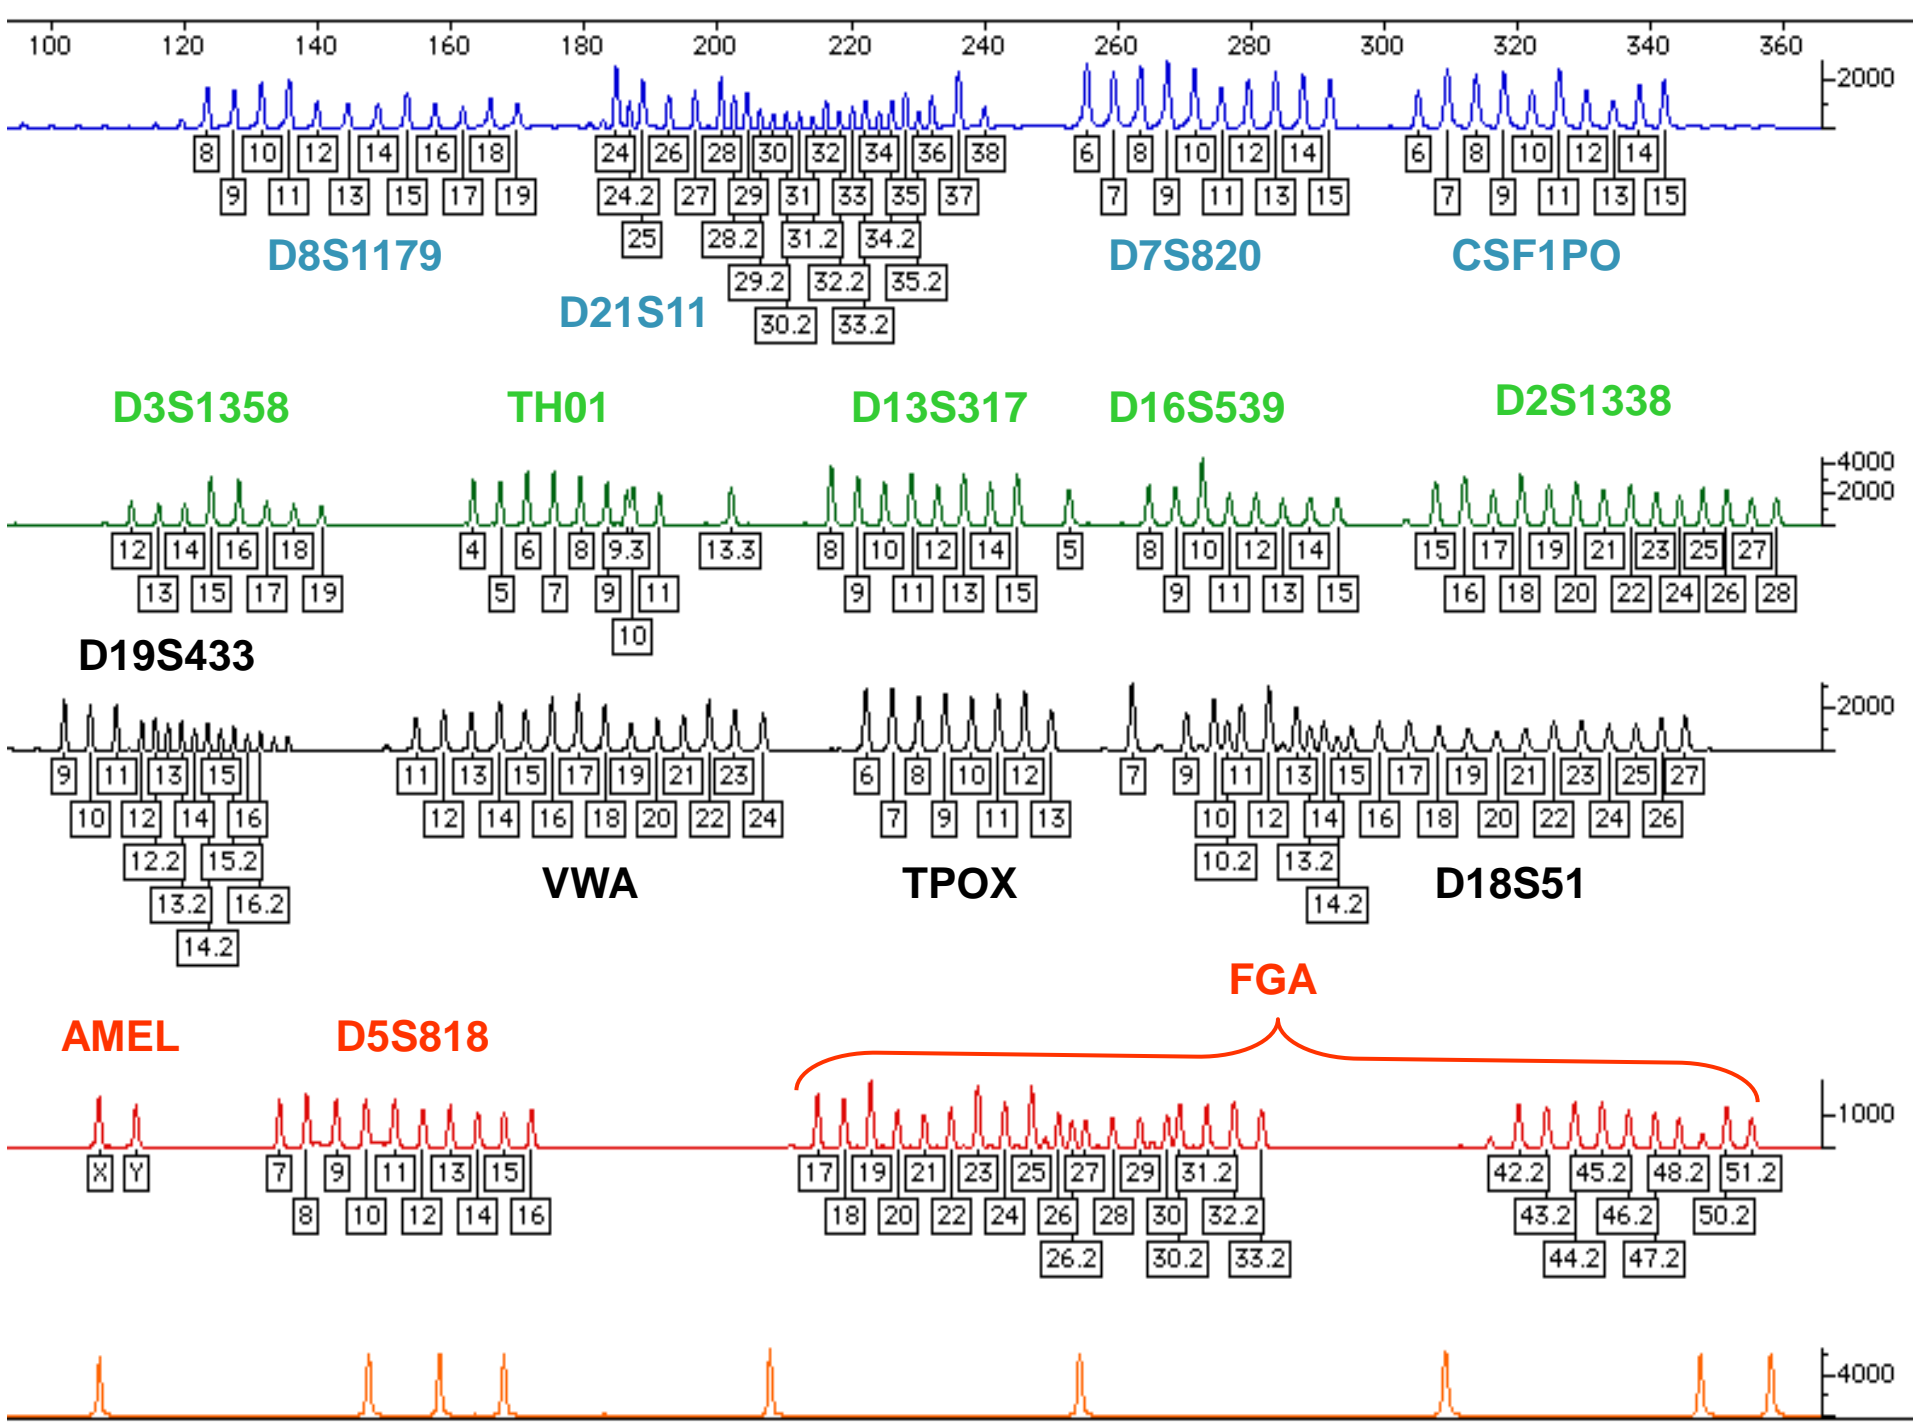 100 120 140 160 180 200 220 240 260 280 300 320 340 360
2000
8 10 12 14 16 18 24 26 28 30 32 34 36 38 6 8 10 12 14 6 8 10 12 14
9 11 13 15 17 19 24.2 27 29 31 33 35 37 7 9 11 13 15 7 9 11 13 15
25 28.2 31.2 34.2
D8S1179 D7S820 CSF1PO
29.2 32.2 35.2
D21S11
30.2 33.2
D3S1358 TH01 D13S317 D16S539 D2S1338
4000
2000
12 14 16 18 4 6 8 9.3 13.3 8 10 12 14 5 8 10 12 14 15 17 19 21 23 25 27
13 15 17 19 5 7 9 11 9 11 13 15 9 11 13 15 16 18 20 22 24 26 28
10
D19S433
2000
9 11 13 15 11 13 15 17 19 21 23 6 8 10 12 7 9 11 13 15 17 19 21 23 25 27
10 12 14 16 12 14 16 18 20 22 24 7 9 11 13 10 12 14 16 18 20 22 24 26
12.2 15.2 10.2 13.2
VWA TPOX D18S51
13.2 16.2 14.2
14.2
FGA
AMEL D5S818
1000
X Y 7 9 11 13 15 17 19 21 23 25 27 29 31.2 42.2 45.2 48.2 51.2
8 10 12 14 16 18 20 22 24 26 28 30 32.2 43.2 46.2 50.2
26.2 30.2 33.2 44.2 47.2
4000